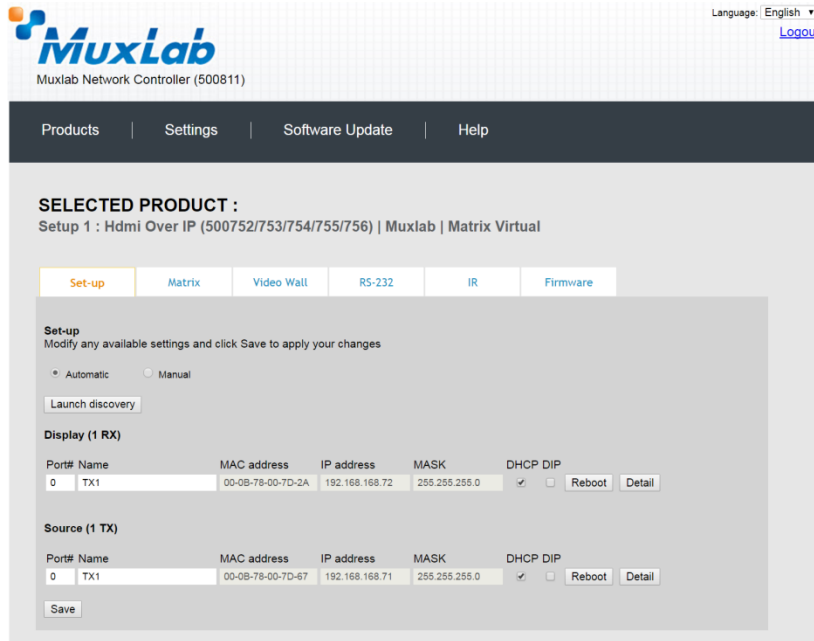 Language: English
Logou
MuxLab
Muxlab Network Controller (500811)
Products | Settings | Software Update | Help
SELECTED PRODUCT :
Setup 1 : Hdmi Over IP (500752/753/754/755/756) | Muxlab | Matrix Virtual
Set-up Matrix Video Wall RS-232 IR Firmware
Set-up
Modify any available settings and click Save to apply your changes
Automatic Manual
Launch discovery
Display (1 RX)
Port# Name MAC address IP address MASK DHCP DIP
0 TX1 00-0B-78-00-7D-2A 192.168.168.72 255.255.255.0 Reboot Detail
Source (1 TX)
Port# Name MAC address IP address MASK DHCP DIP
0 TX1 00-0B-78-00-7D-67 192.168.168.71 255.255.255.0 Reboot Detail
Save